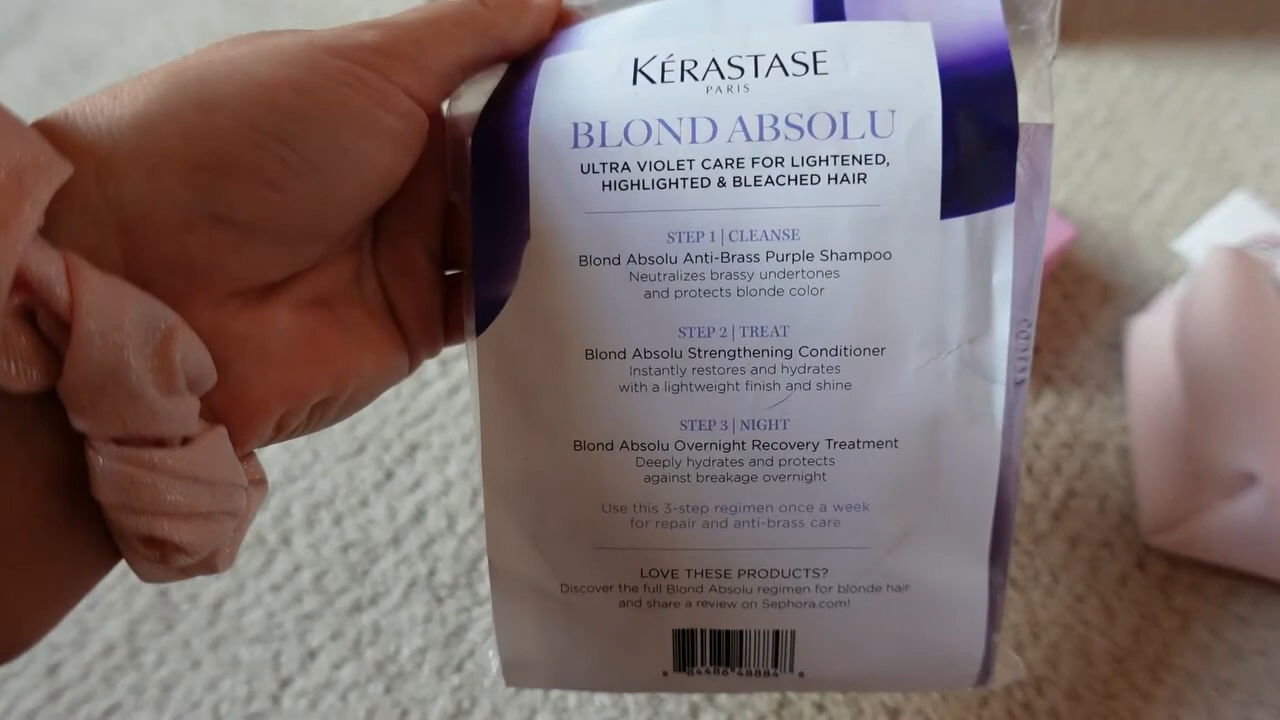 KÉRASTASE
PARIS
BLOND ABSOLU
ULTRA VIOLET CARE FOR LIGHTENED,
HIGHLIGHTED & BLEACHED HAIR
STEP 1 | CLEANSE
Blond Absolu Anti-Brass Purple Shampoo
Neutralizes brassy undertones
and protects blonde color
STEP 2 | TREAT
Blond Absolu Strengthening Conditioner
Instantly restores and hydrates
with a lightweight finish and shine
STEP 3 | NIGHT
Blond Absolu Overnight Recovery Treatment
Deeply hydrates and protects
against breakage overnight
Use this 3-step regimen once a week
for repair and anti-brass care
LOVE THESE PRODUCTS?
Discover the full Blond Absolu regimen for blonde hair
and share a review on Sephora.com!